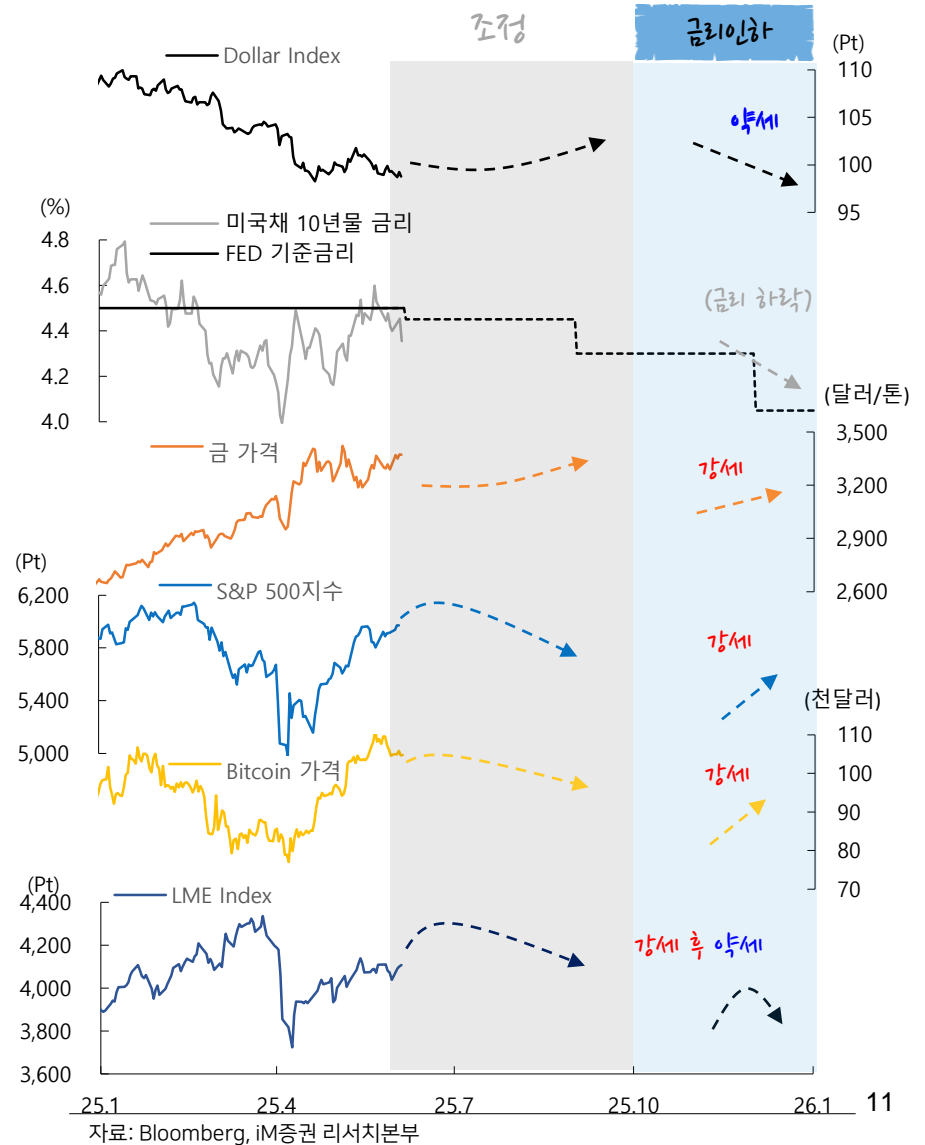 조정
금리인하
(Pt)
Dollar Index
110
105
100
95
약세
(%)
미국채 10년물 금리
FED 기준금리
4.8
4.6
4.4
4.2
4.0
(금리 하락)
(달러/톤)
금 가격
3,500
3,200
2,900
2,600
강세
(Pt)
S&P 500지수
6,200
5,800
5,400
5,000
강세
(천달러)
Bitcoin 가격
110
100
90
80
70
강세
(Pt)
LME Index
4,400
4,200
4,000
3,800
3,600
강세 후 약세
25.1 25.4 25.7 25.10 26.1
11
자료: Bloomberg, iM증권 리서치본부